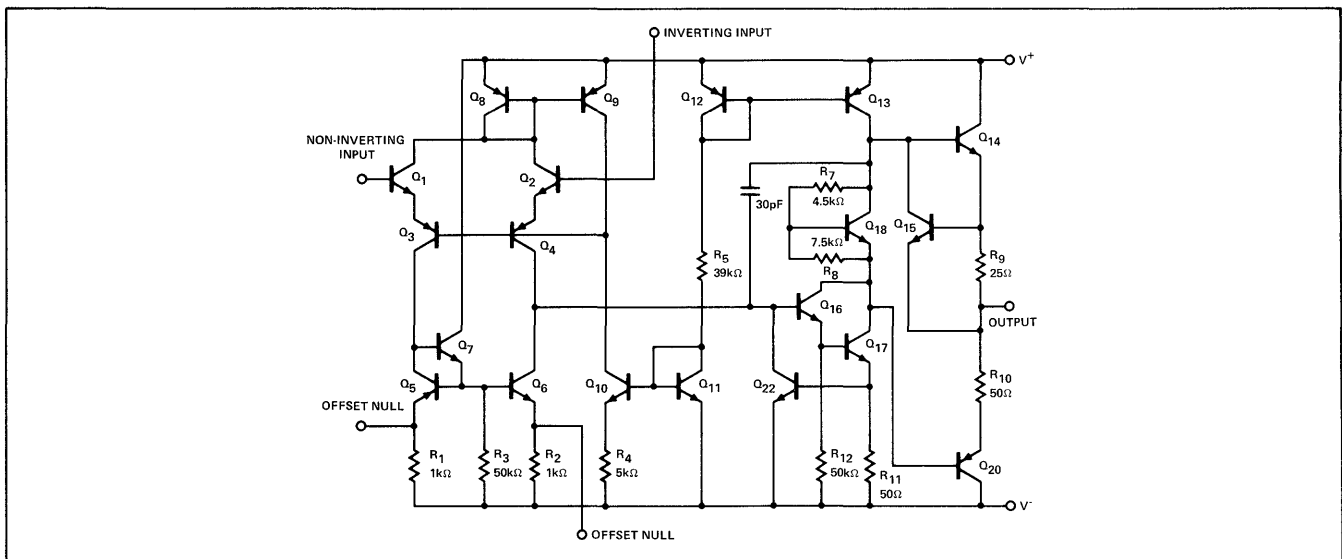 INVERTING INPUT
V+
Q8
Q9
Q12
Q13
Q14
NON-INVERTING
INPUT
Q1
Q2
30pF
R7
4.5kΩ
Q18
Q15
Q3
Q4
7.5kΩ
R8
R5
39kΩ
R9
25Ω
Q16
OUTPUT
Q7
Q17
Q5
Q6
Q10
Q11
Q22
R10
50Ω
OFFSET NULL
Q20
R1
1kΩ
R3
50kΩ
R2
1kΩ
R4
5kΩ
R12
50kΩ
R11
50Ω
V-
OFFSET NULL